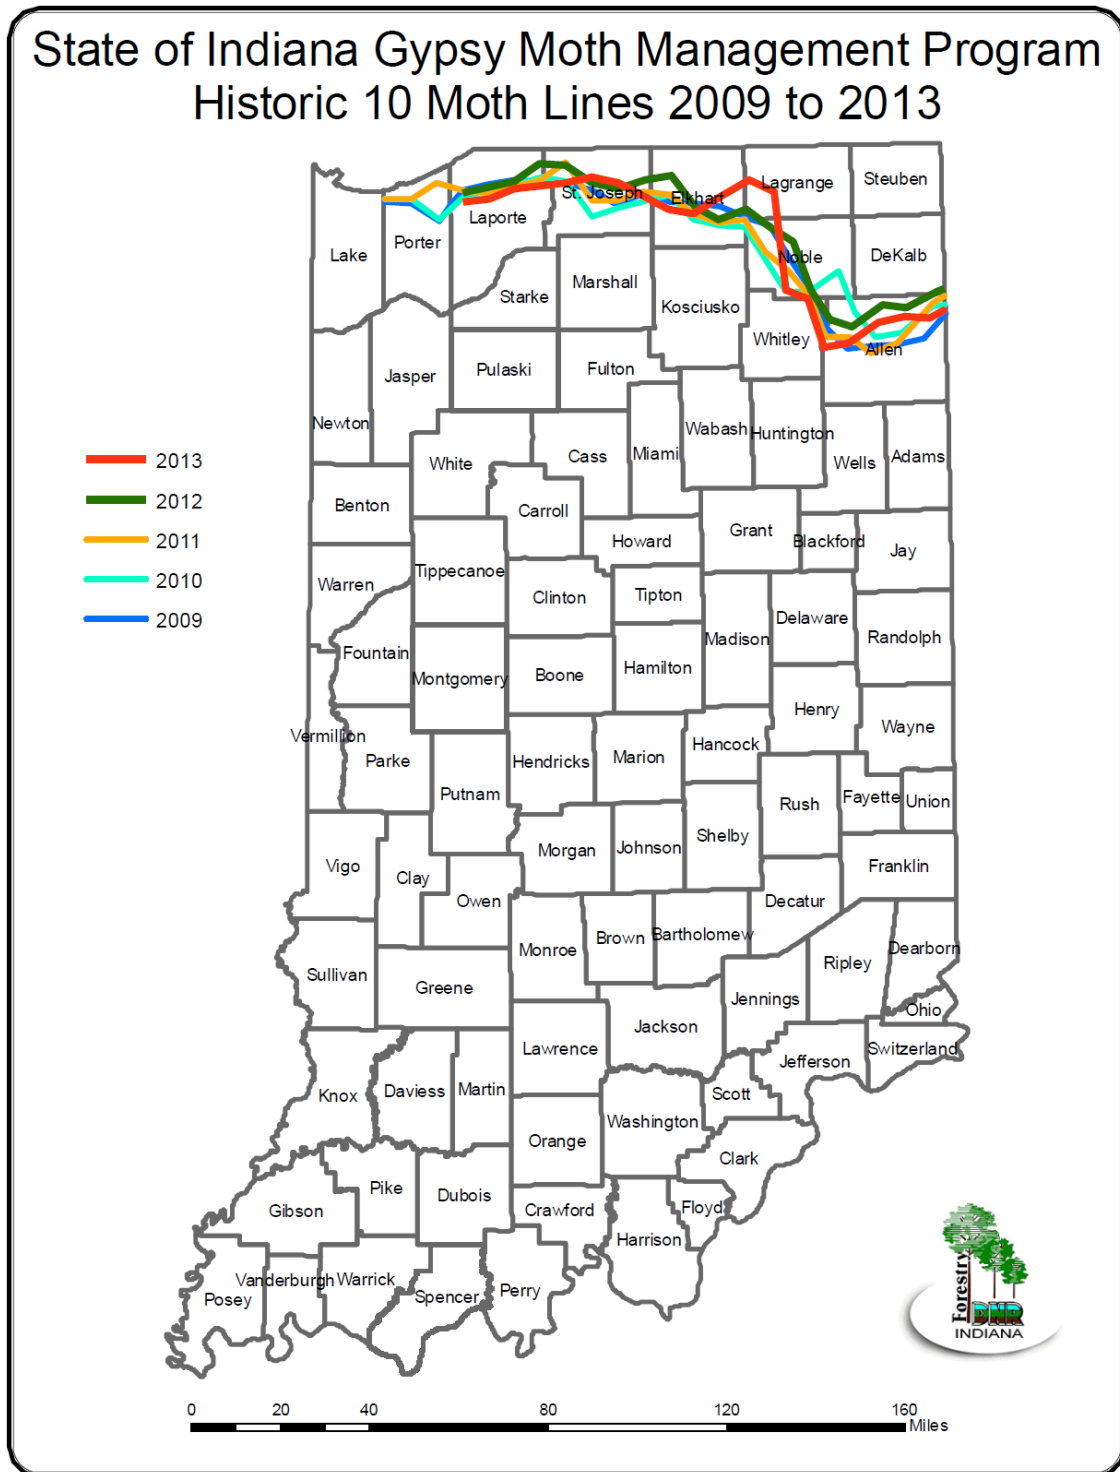 State of Indiana Gypsy Moth Management Program
Historic 10 Moth Lines 2009 to 2013
Lagrange
Steuben
St. Joseph
Elkhart
Laporte
Porter
Lake
Noble
DeKalb
Marshall
Starke
Kosciusko
Whitley
Allen
Pulaski
Fulton
Jasper
Newton
Wabash
Huntington
Miami
Cass
White
Wells
Adams
2013
2012
2011
2010
2009
Benton
Carroll
Grant
Howard
Blackford
Jay
Tippecanoe
Warren
Clinton
Tipton
Delaware
Randolph
Madison
Fountain
Montgomery
Boone
Hamilton
Henry
Wayne
Vermillion
Parke
Hendricks
Marion
Hancock
Putnam
Rush
Fayette
Union
Shelby
Johnson
Morgan
Vigo
Clay
Franklin
Owen
Decatur
Monroe
Brown
Bartholomew
Dearborn
Ripley
Sullivan
Greene
Jennings
Ohio
Jackson
Lawrence
Switzerland
Jefferson
Knox
Daviess
Martin
Scott
Washington
Orange
Clark
Pike
Dubois
Gibson
Crawford
Floyd
Harrison
Vanderburgh
Warrick
Posey
Spencer
Perry
Forestry
DNR
INDIANA
0 20 40 80 120 160
Miles